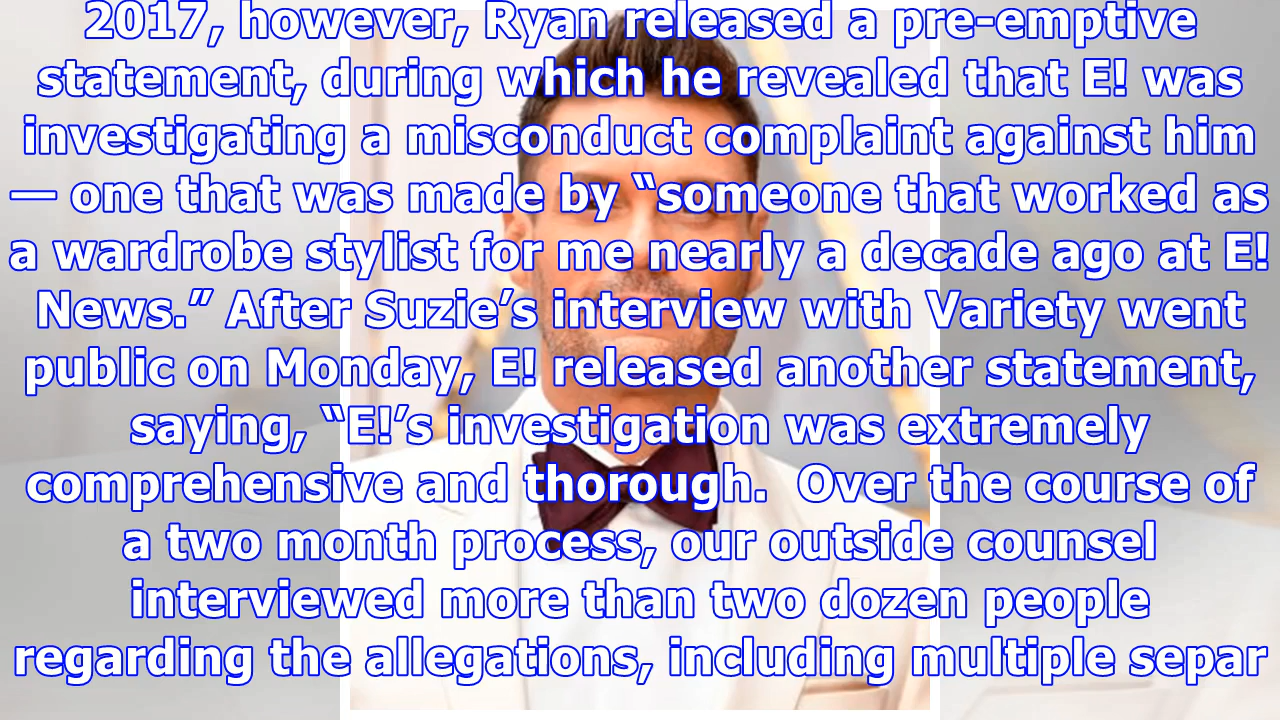 2017, however, Ryan released a pre-emptive
statement, during which he revealed that E! was
investigating a misconduct complaint against him
— one that was made by “someone that worked as
a wardrobe stylist for me nearly a decade ago at E!
News.” After Suzie’s interview with Variety went
public on Monday, E! released another statement,
saying, “E!’s investigation was extremely
comprehensive and thorough.  Over the course of
a two month process, our outside counsel
interviewed more than two dozen people
regarding the allegations, including multiple separ